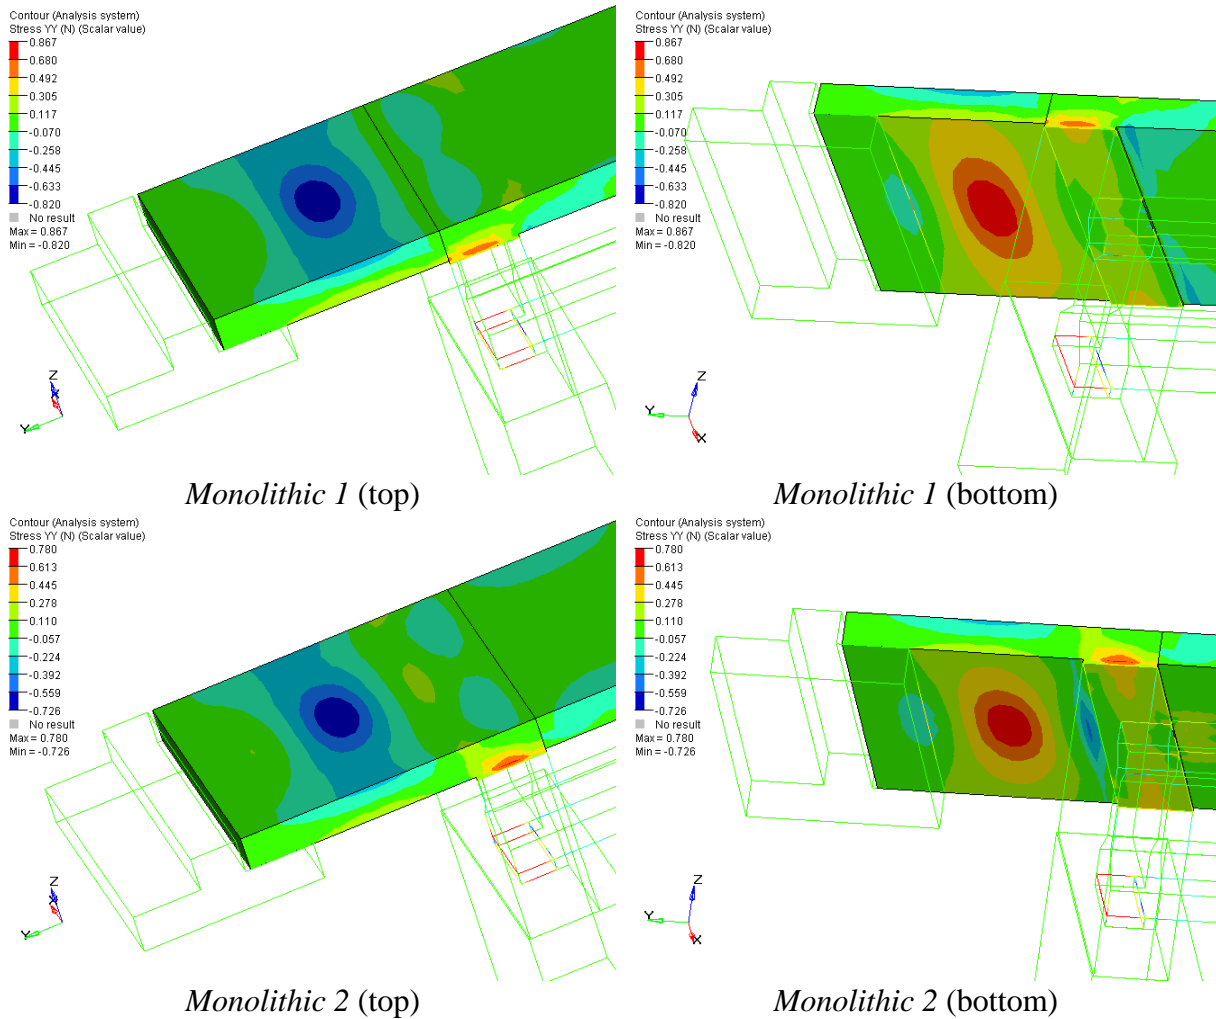 Contour (Analysis system)
Stress YY (N) (Scalar value)
0.867
0.680
0.492
0.305
0.117
-0.070
-0.258
-0.445
-0.633
-0.820
No result
Max = 0.867
Min = -0.820
Z
X
Y
Monolithic 1 (top)
Contour (Analysis system)
Stress YY (N) (Scalar value)
0.867
0.680
0.492
0.305
0.117
-0.070
-0.258
-0.445
-0.633
-0.820
No result
Max = 0.867
Min = -0.820
Z
Y
X
Monolithic 1 (bottom)
Contour (Analysis system)
Stress YY (N) (Scalar value)
0.780
0.613
0.445
0.278
0.110
-0.057
-0.224
-0.392
-0.559
-0.726
No result
Max = 0.780
Min = -0.726
Z
X
Y
Monolithic 2 (top)
Contour (Analysis system)
Stress YY (N) (Scalar value)
0.780
0.613
0.445
0.278
0.110
-0.057
-0.224
-0.392
-0.559
-0.726
No result
Max = 0.780
Min = -0.726
Z
Y
X
Monolithic 2 (bottom)